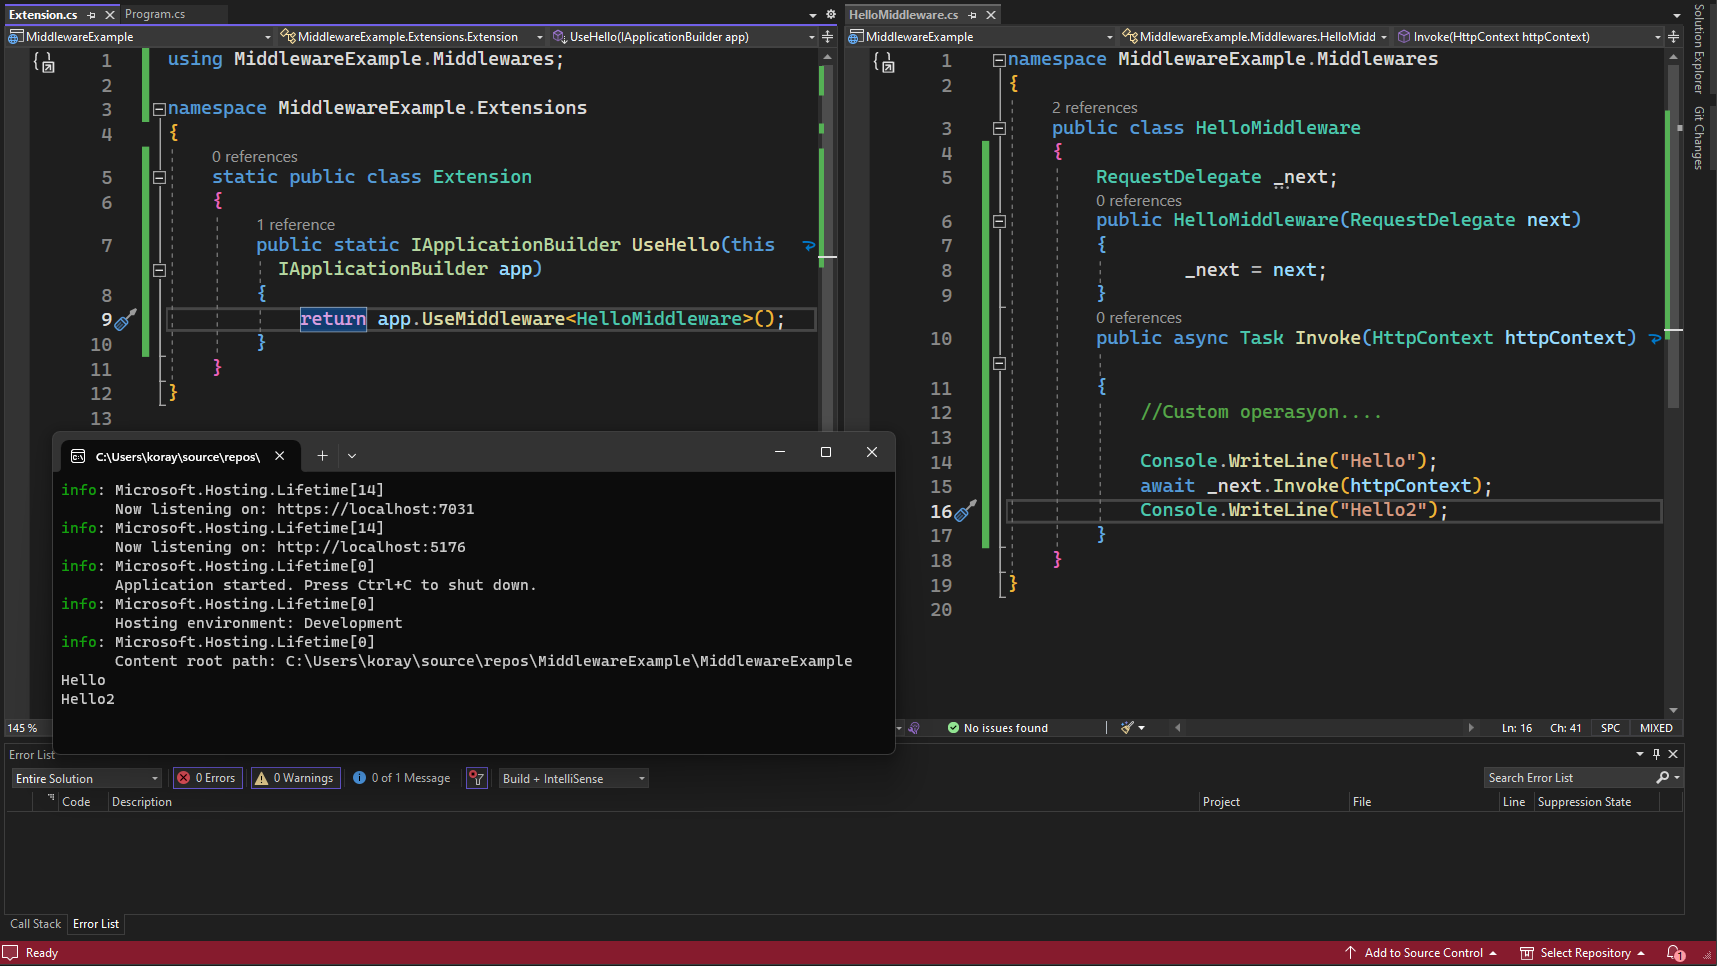 Extension.cs
Program.cs
MiddlewareExample
MiddlewareExample.Extensions.Extension
UseHello(IApplicationBuilder app)
1 using MiddlewareExample.Middlewares;
2
3 namespace MiddlewareExample.Extensions
4 {
0 references
5 static public class Extension
6 {
1 reference
7 public static IApplicationBuilder UseHello(this
IApplicationBuilder app)
8 {
9 return app.UseMiddleware<HelloMiddleware>();
10 }
11 }
12 }
13
145 %
HelloMiddleware.cs
MiddlewareExample
MiddlewareExample.Middlewares.HelloMidd
Invoke(HttpContext httpContext)
1 namespace MiddlewareExample.Middlewares
2 {
2 references
3 public class HelloMiddleware
4 {
5 RequestDelegate _next;
0 references
6 public HelloMiddleware(RequestDelegate next)
7 {
8 _next = next;
9 }
0 references
10 public async Task Invoke(HttpContext httpContext)
11 {
12 //Custom operasyon....
13
14 Console.WriteLine("Hello");
15 await _next.Invoke(httpContext);
16 Console.WriteLine("Hello2");
17 }
18 }
19 }
20
No issues found
Ln: 16 Ch: 41 SPC MIXED
Solution Explorer
Git Changes
C:\Users\koray\source\repos\
info: Microsoft.Hosting.Lifetime[14]
Now listening on: https://localhost:7031
info: Microsoft.Hosting.Lifetime[14]
Now listening on: http://localhost:5176
info: Microsoft.Hosting.Lifetime[0]
Application started. Press Ctrl+C to shut down.
info: Microsoft.Hosting.Lifetime[0]
Hosting environment: Development
info: Microsoft.Hosting.Lifetime[0]
Content root path: C:\Users\koray\source\repos\MiddlewareExample\MiddlewareExample
Hello
Hello2
Error List
Entire Solution
0 Errors
0 Warnings
0 of 1 Message
Build + IntelliSense
Search Error List
Code Description Project File Line Suppression State
Call Stack Error List
Ready
Add to Source Control
Select Repository
1